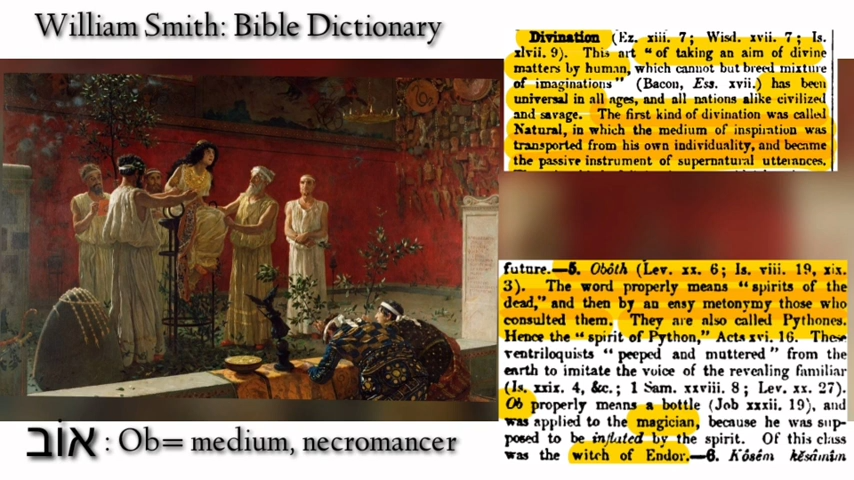 William Smith: Bible Dictionary
Divination (Ez. xiii. 7; Wisd. xvii. 7; Is.
xlvii. 9). This art “of taking an aim of divine
matters by human, which cannot but breed mixture
of imaginations” (Bacon, Ess. xvii.) has been
universal in all ages, and all nations alike civilized
and savage. The first kind of divination was called
Natural, in which the medium of inspiration was
transported from his own individuality, and became
the passive instrument of supernatural utterances.
future.—5. Obôth (Lev. xx. 6; Is. viii. 19, xix.
3). The word properly means “spirits of the
dead,” and then by an easy metonymy those who
consulted them. They are also called Pythones.
Hence the “spirit of Python,” Acts xvi. 16. These
ventriloquists “peeped and muttered” from the
earth to imitate the voice of the revealing familiar
(Is. xxix. 4, &c.; 1 Sam. xxviii. 8; Lev. xx. 27).
Ob properly means a bottle (Job xxxii. 19), and
was applied to the magician, because he was sup-
posed to be inflated by the spirit. Of this class
was the witch of Endor.—6. Kôsêm kĕsâmîm
אוֹב : Ob= medium, necromancer